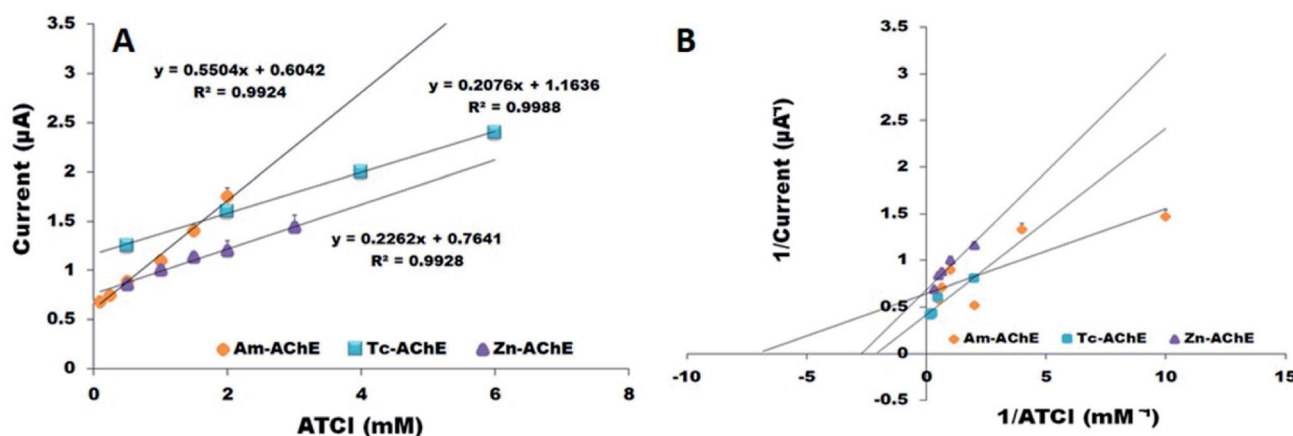 A
3.5
3
2.5
2
1.5
1
0.5
0
Current (µA)
y = 0.5504x + 0.6042
R² = 0.9924
y = 0.2076x + 1.1636
R² = 0.9988
y = 0.2262x + 0.7641
R² = 0.9928
Am-AChE Tc-AChE Zn-AChE
0 2 4 6 8
ATCl (mM)
B
3.5
3
2.5
2
1.5
1
0.5
0
-0.5
1/Current (µA⁻¹)
Am-AChE Tc-AChE Zn-AChE
-10 -5 0 5 10 15
1/ATCl (mM⁻¹)